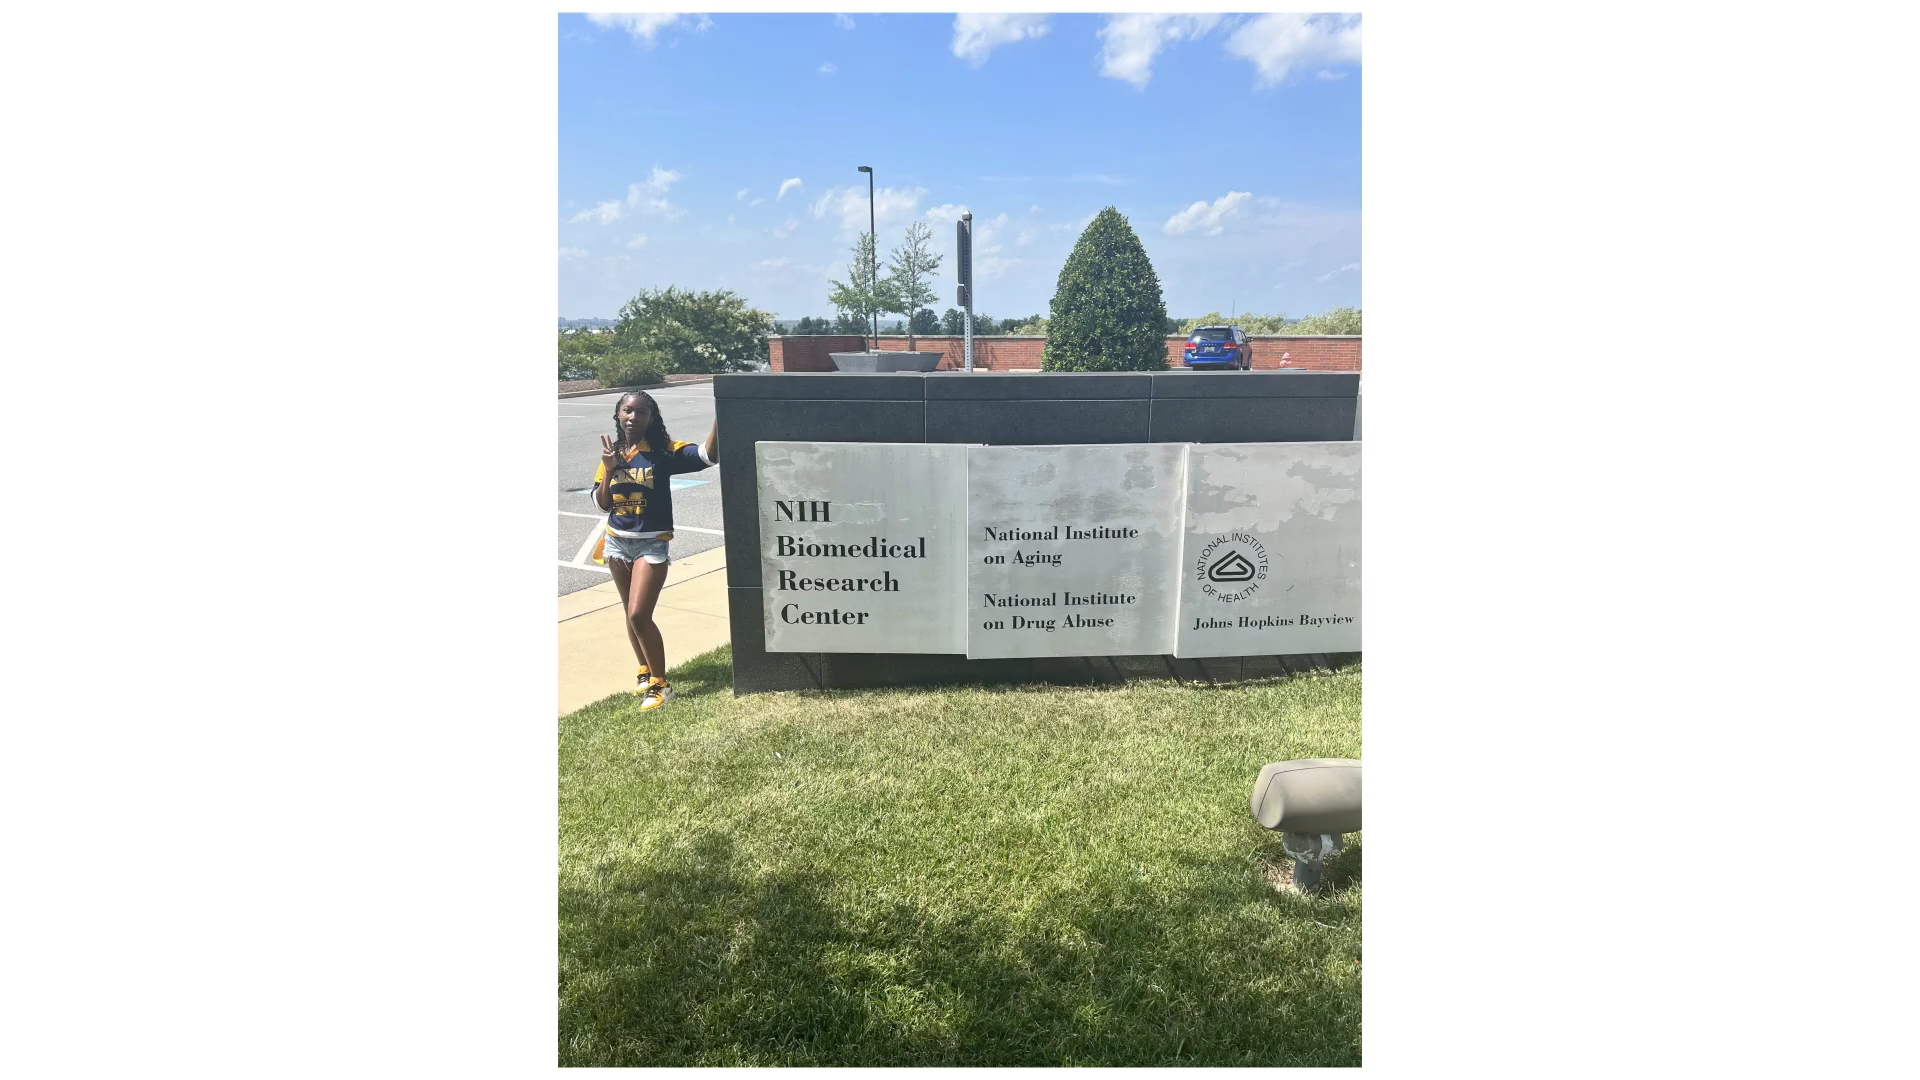 NIH
Biomedical
Research
Center
National Institute
on Aging
National Institute
on Drug Abuse
NATIONAL INSTITUTES
OF HEALTH
Johns Hopkins Bayview
M